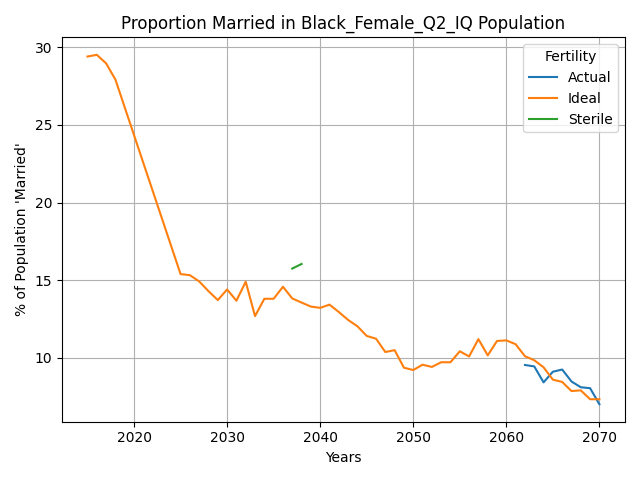 Proportion Married in Black_Female_Q2_IQ Population
% of Population 'Married'
30
25
20
15
10
Fertility
Actual
Ideal
Sterile
2020 2030 2040 2050 2060 2070
Years